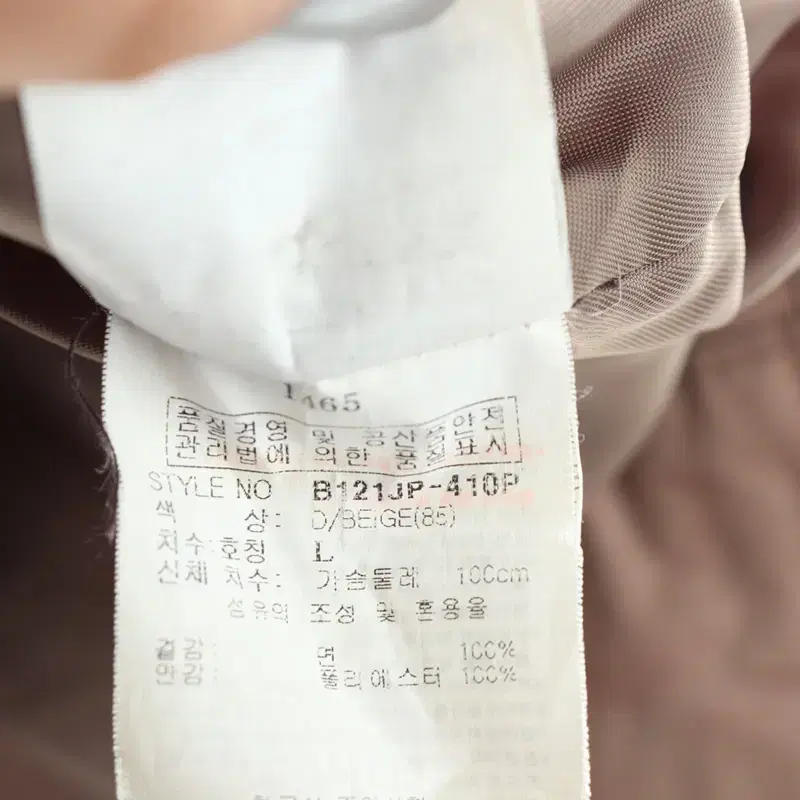 1465
품질경영 및 공산품안전
관리법에 의한 품질표시
STYLE NO B121JP-410P
색 상: D/BEIGE(85)
치수:호칭 L
신체 치수: 가슴둘레 100cm
섬유의 조성 및 혼용율
겉감: 면 100%
안감: 폴리에스터 100%